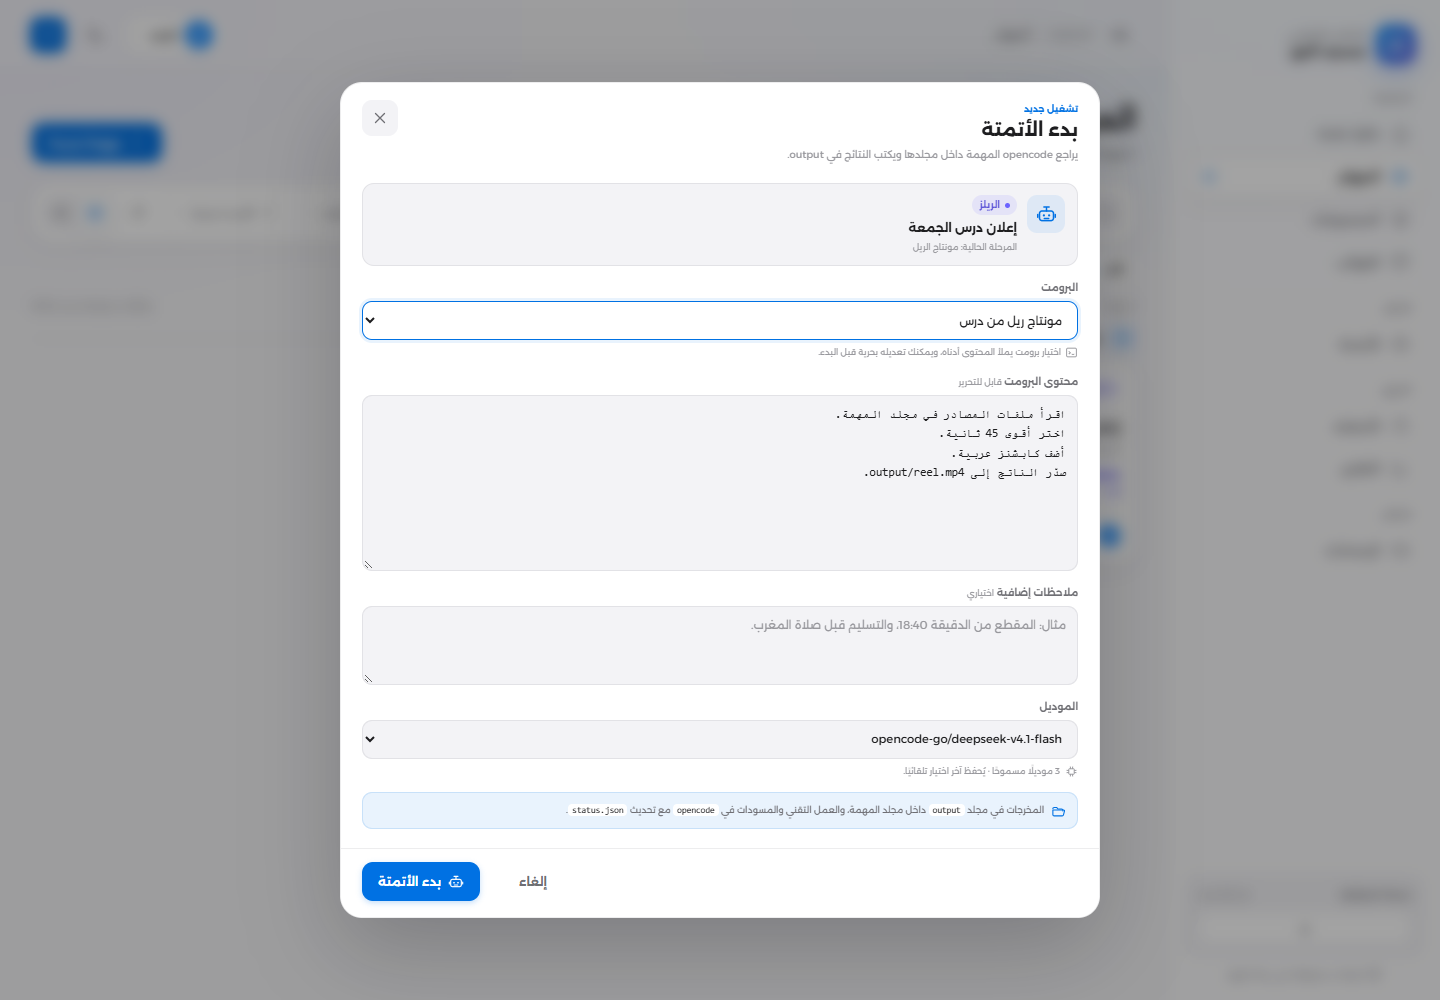 تشغيل جديد
بدء الأتمتة
يراجع opencode المهمة داخل مجلدها ويكتب النتائج في output.
الريلز
إعلان درس الجمعة
المرحلة الحالية: مونتاج الريل
البرومبت
مونتاج ريل من درس
اختيار برومبت يملأ المحتوى أدناه، ويمكنك تعديله بحرية قبل البدء.
محتوى البرومبت قابل للتحرير
اقرأ ملفات المصادر في مجلد المهمة.
اختر أقوى 45 ثانية.
أضف كابشنز عربية.
صدّر الناتج إلى output/reel.mp4.
ملاحظات إضافية اختياري
مثال: المقطع من الدقيقة 18:40، والتسليم قبل صلاة المغرب.
الموديل
opencode-go/deepseek-v4.1-flash
3 موديلًا مسموحًا · يُحفظ آخر اختيار تلقائيًا.
المخرجات في مجلد output داخل مجلد المهمة، والعمل التقني والمسودات في opencode مع تحديث status.json.
بدء الأتمتة
إلغاء